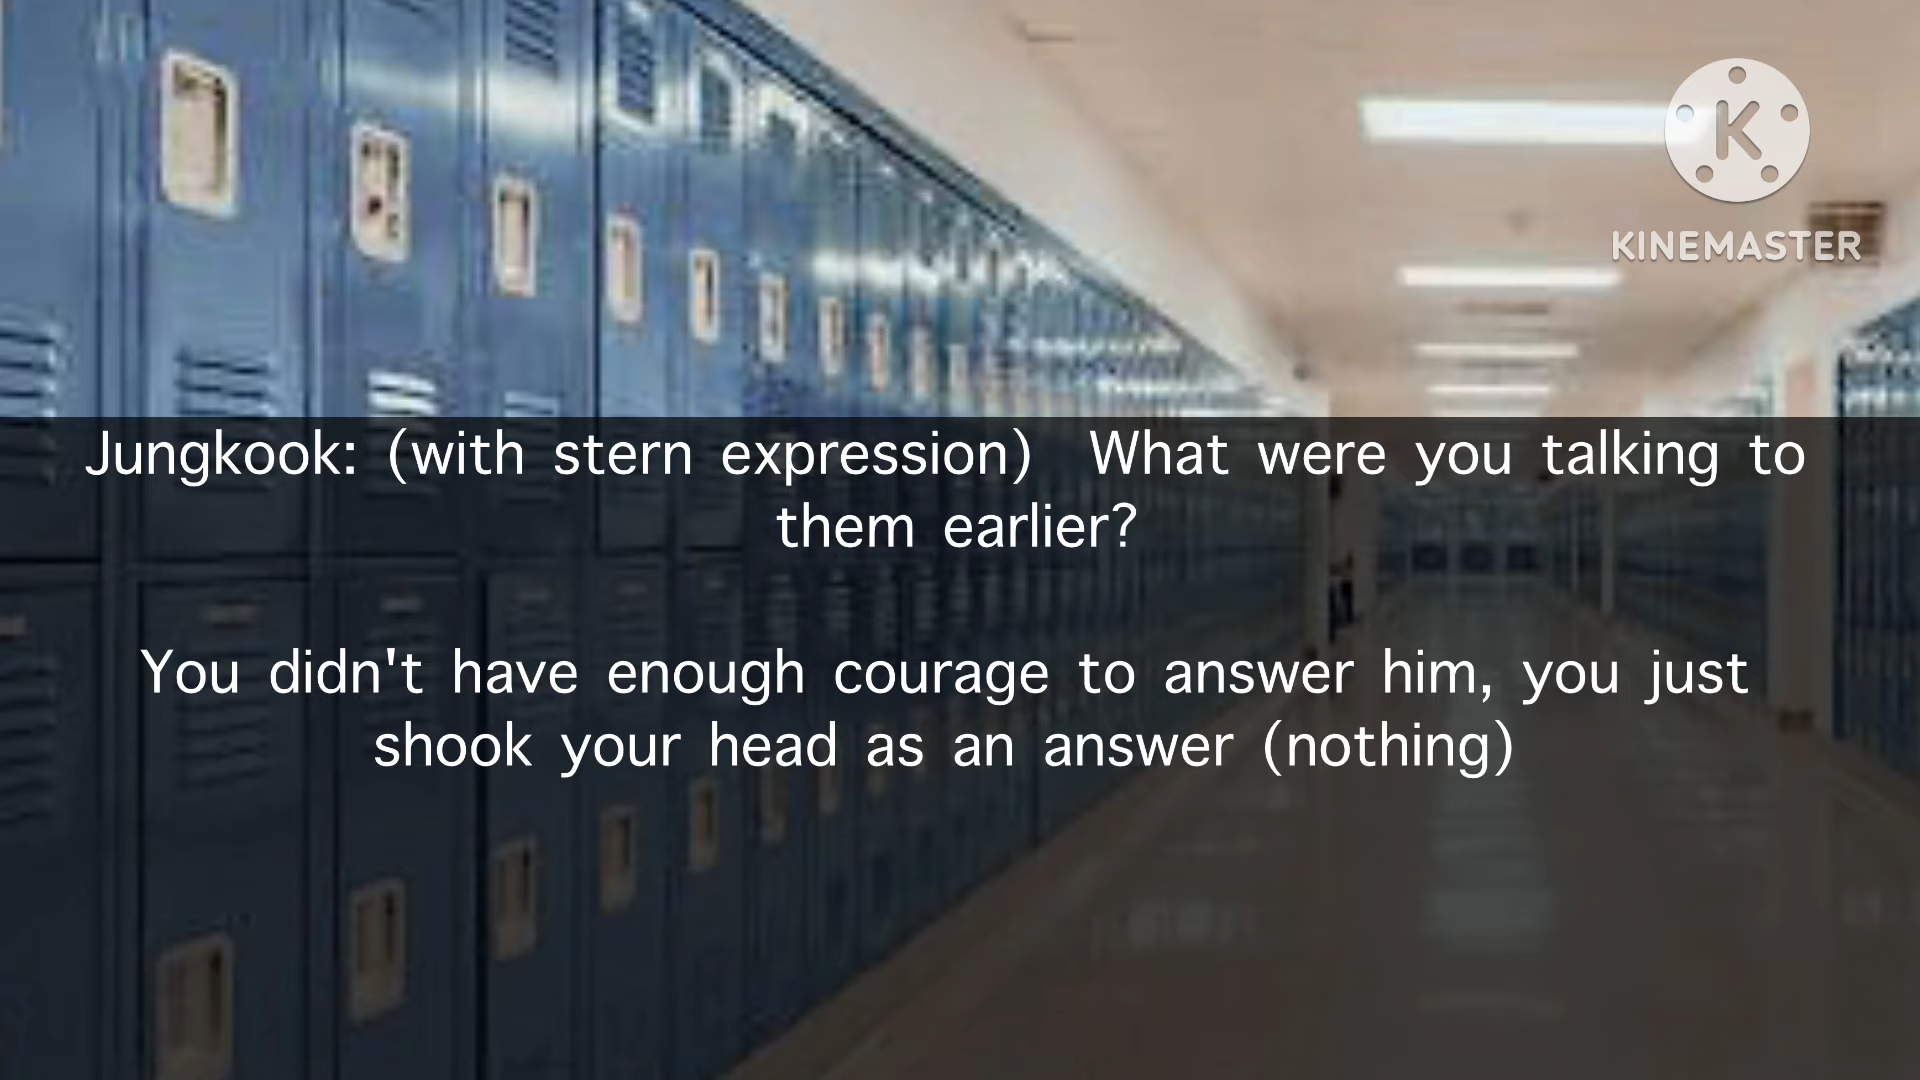 K
KINEMASTER
Jungkook: (with stern expression) What were you talking to
them earlier?
You didn't have enough courage to answer him, you just
shook your head as an answer (nothing)